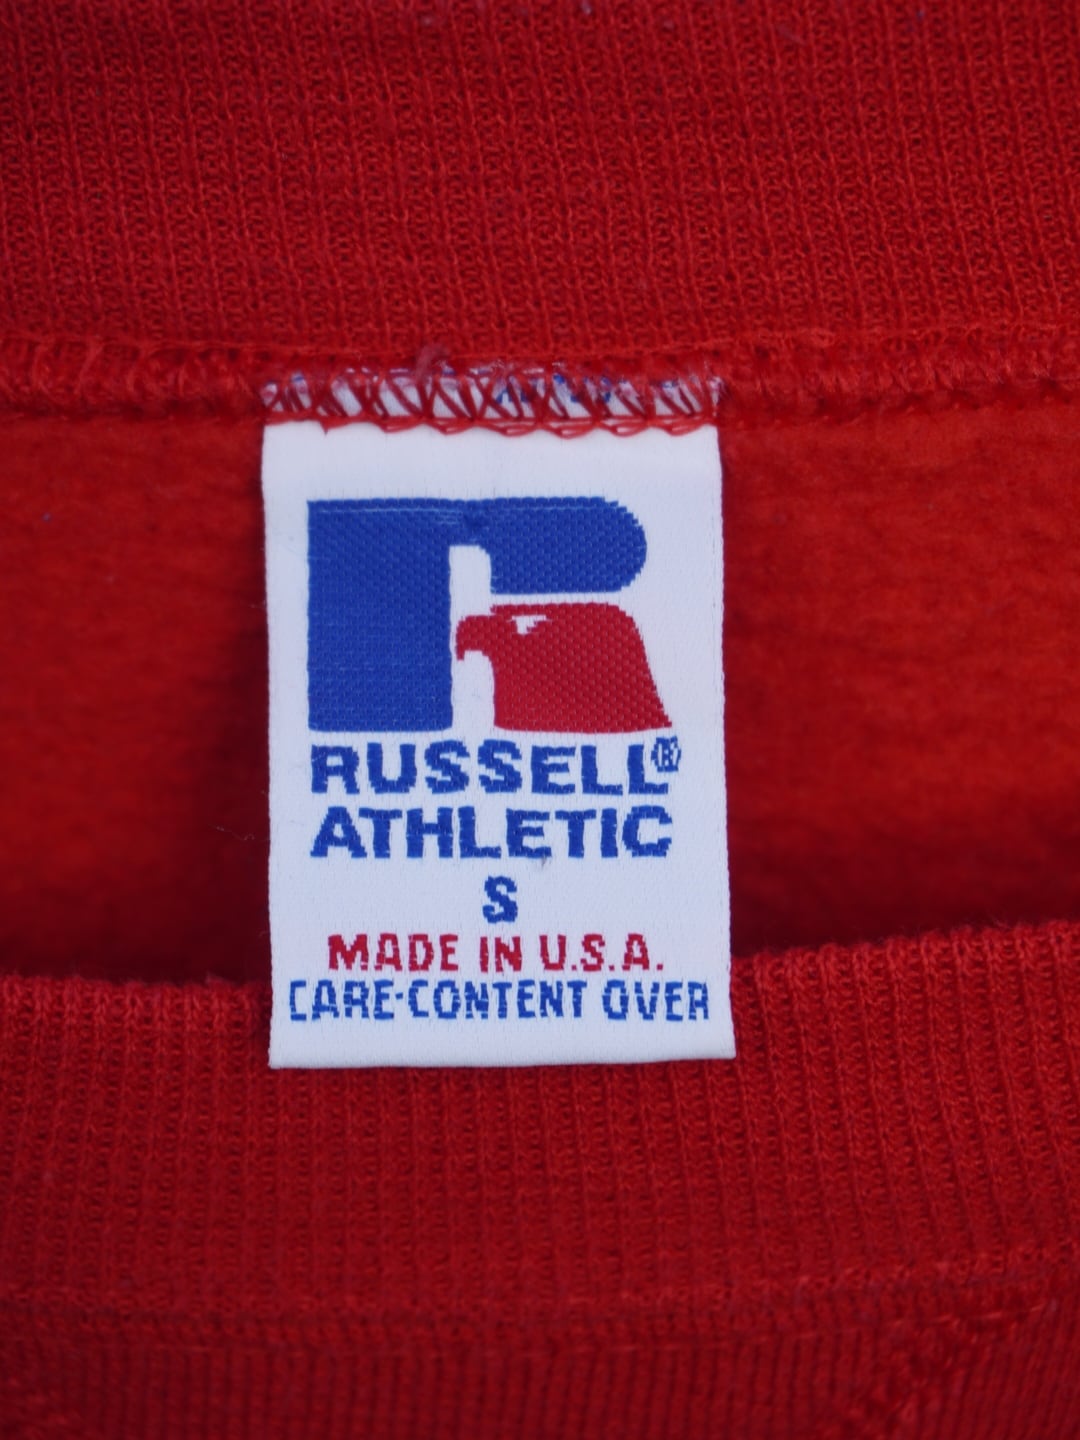 RUSSELL®
ATHLETIC
S
MADE IN U.S.A.
CARE-CONTENT OVER